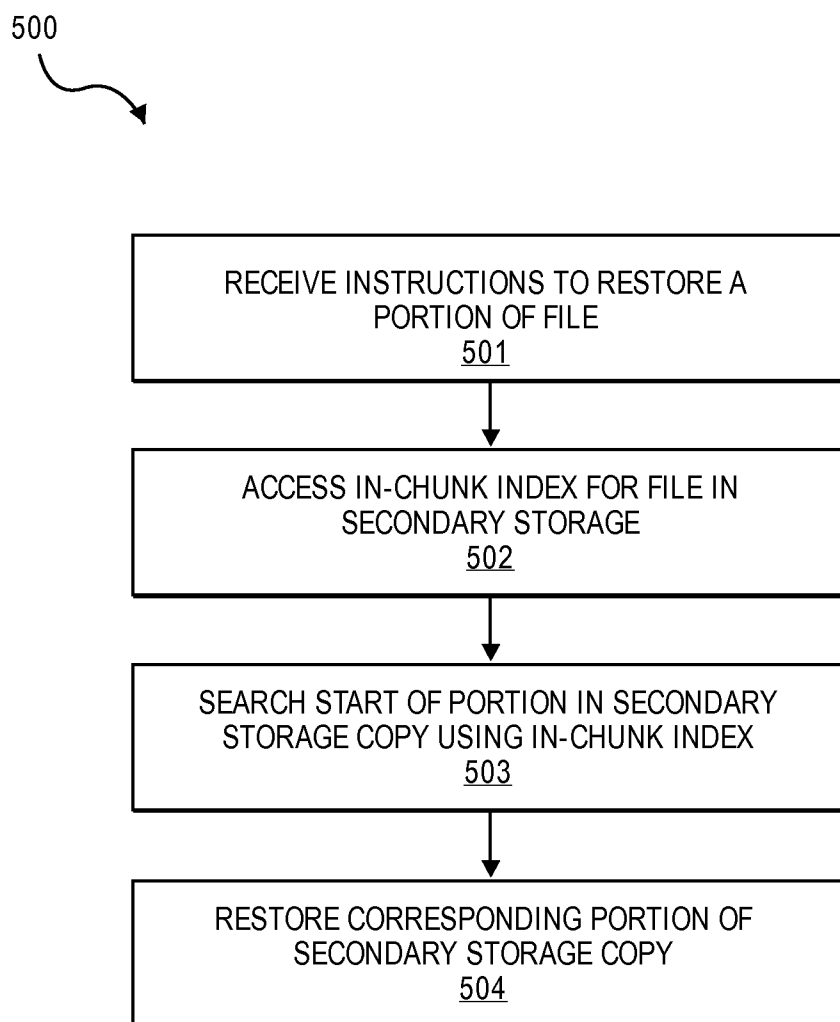 500
RECEIVE INSTRUCTIONS TO RESTORE A
PORTION OF FILE
501
ACCESS IN-CHUNK INDEX FOR FILE IN
SECONDARY STORAGE
502
SEARCH START OF PORTION IN SECONDARY
STORAGE COPY USING IN-CHUNK INDEX
503
RESTORE CORRESPONDING PORTION OF
SECONDARY STORAGE COPY
504